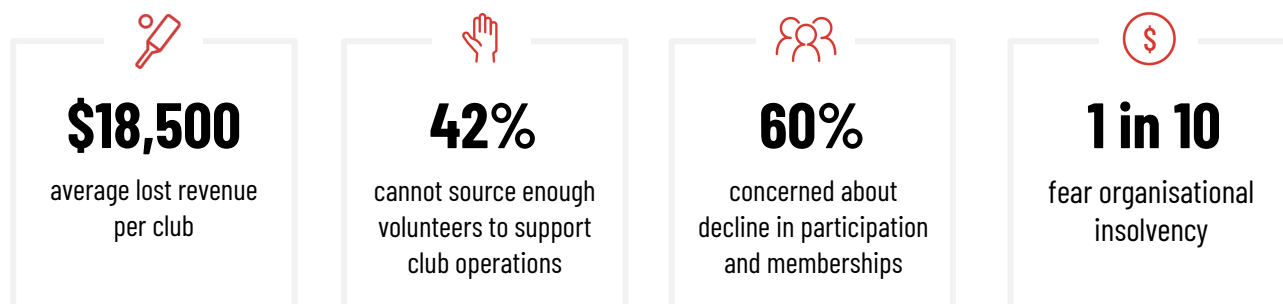 $18,500
average lost revenue
per club
42%
cannot source enough
volunteers to support
club operations
60%
concerned about
decline in participation
and memberships
$
1 in 10
fear organisational
insolvency